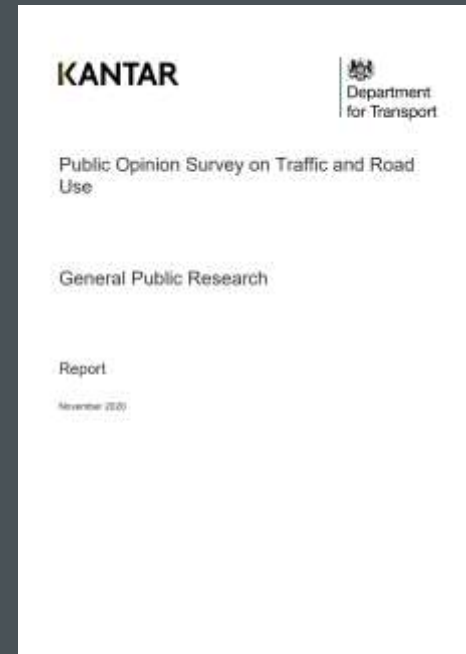 KANTAR
Department
for Transport
Public Opinion Survey on Traffic and Road
Use
General Public Research
Report
November 2020